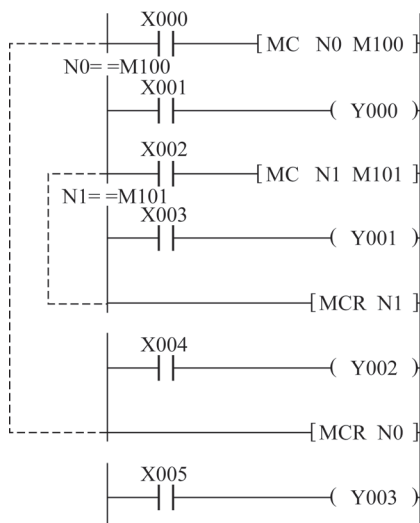 X000
[MC N0 M100]
N0= =M100
X001
( Y000 )
X002
[MC N1 M101]
N1= =M101
X003
( Y001 )
[MCR N1]
X004
( Y002 )
[MCR N0]
X005
( Y003 )